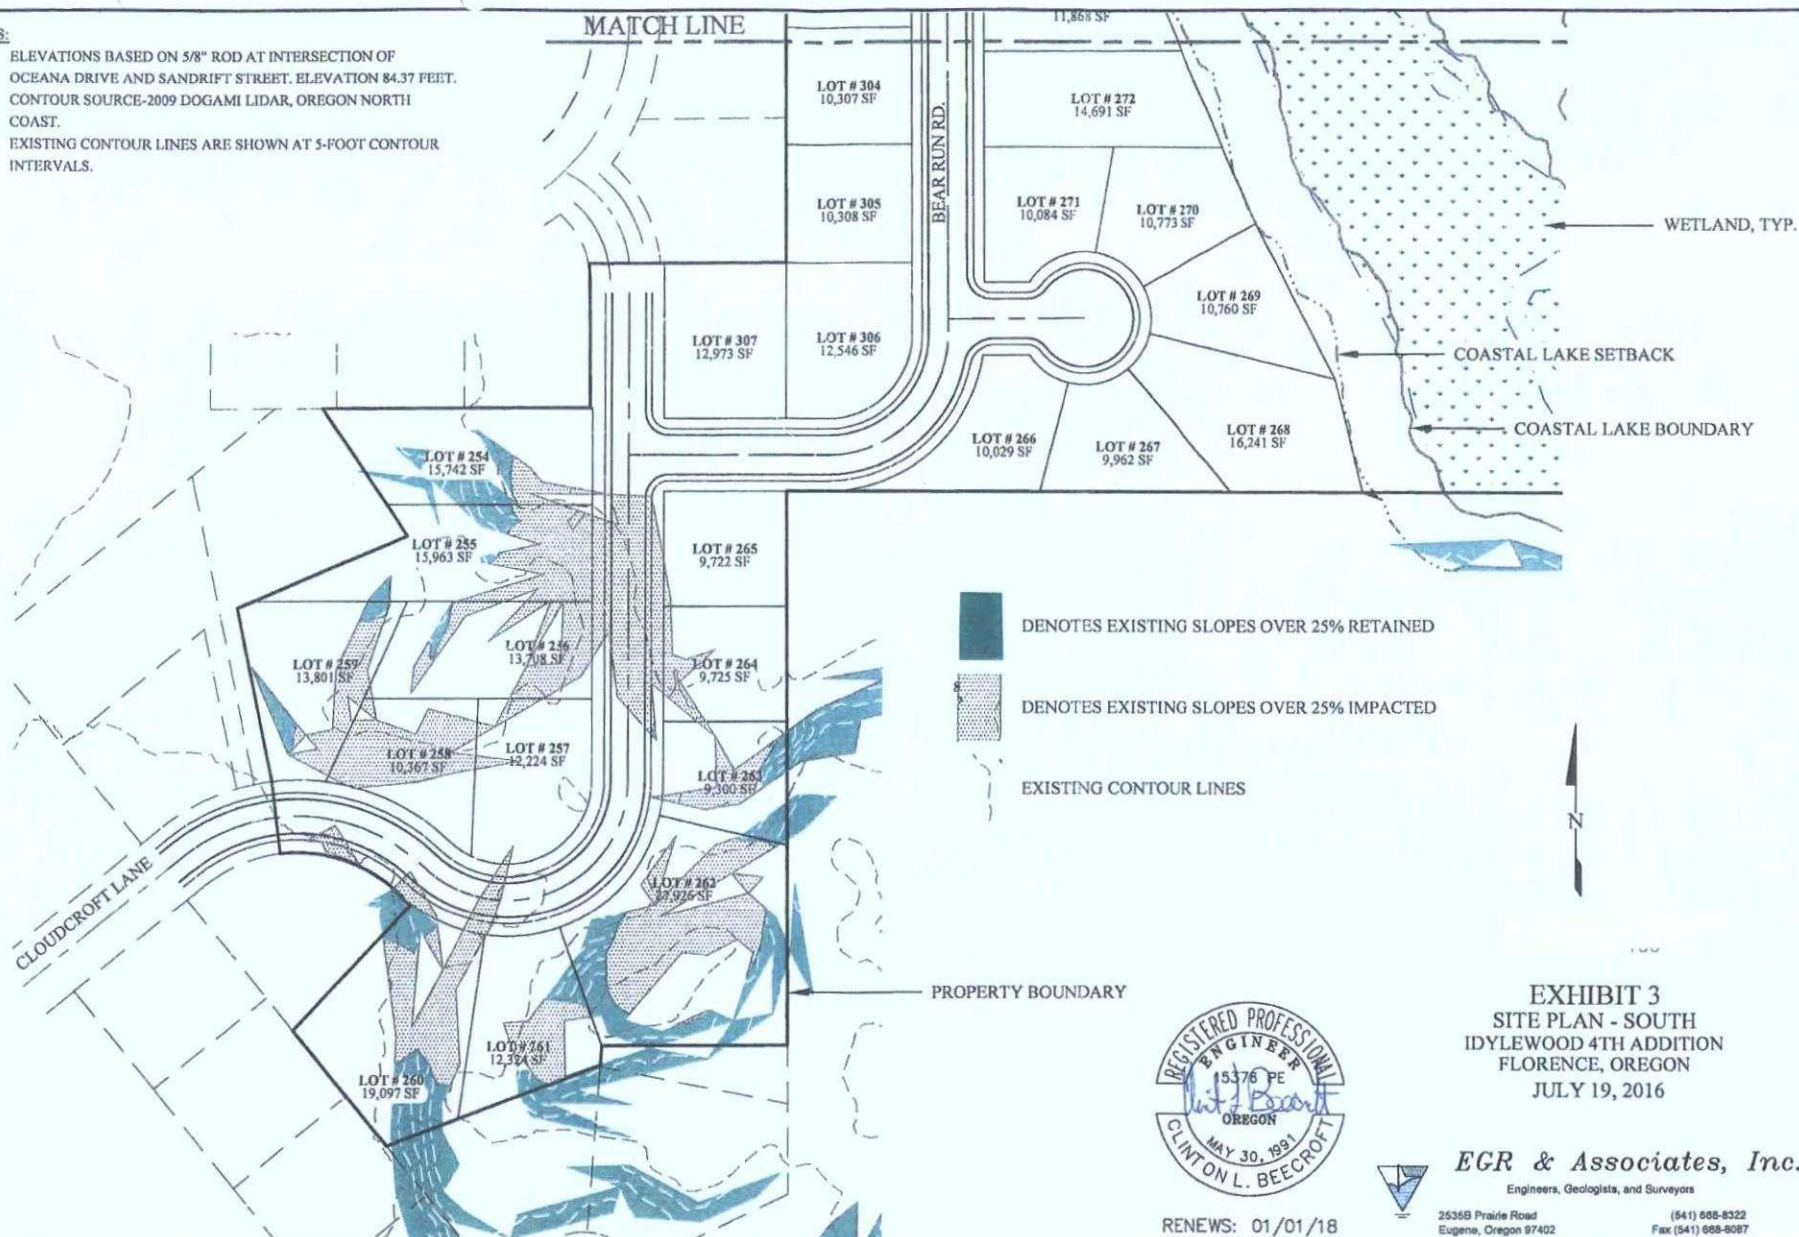 S:
ELEVATIONS BASED ON 5/8" ROD AT INTERSECTION OF
OCEANA DRIVE AND SANDRIFT STREET. ELEVATION 84.37 FEET.
CONTOUR SOURCE-2009 DOGAMI LIDAR, OREGON NORTH
COAST.
EXISTING CONTOUR LINES ARE SHOWN AT 5-FOOT CONTOUR
INTERVALS.
MATCH LINE
11,868 SF
LOT # 304
10,307 SF
BEAR RUN RD.
LOT # 272
14,691 SF
LOT # 305
10,308 SF
LOT # 271
10,084 SF
LOT # 270
10,773 SF
WETLAND, TYP.
LOT # 269
10,760 SF
LOT # 307
12,973 SF
LOT # 306
12,546 SF
COASTAL LAKE SETBACK
COASTAL LAKE BOUNDARY
LOT # 266
10,029 SF
LOT # 267
9,962 SF
LOT # 268
16,241 SF
LOT # 254
15,742 SF
LOT # 255
15,963 SF
LOT # 265
9,722 SF
DENOTES EXISTING SLOPES OVER 25% RETAINED
LOT # 259
13,801 SF
LOT # 256
13,708 SF
LOT # 264
9,725 SF
DENOTES EXISTING SLOPES OVER 25% IMPACTED
LOT # 258
10,367 SF
LOT # 257
12,224 SF
LOT # 263
9,300 SF
EXISTING CONTOUR LINES
N
CLOUDCROFT LANE
LOT # 262
27,926 SF
PROPERTY BOUNDARY
LOT # 261
12,324 SF
LOT # 260
19,097 SF
REGISTERED PROFESSIONAL
ENGINEER
15376 PE
OREGON
MAY 30, 1991
CLINTON L. BEECROFT
RENEWS: 01/01/18
EXHIBIT 3
SITE PLAN - SOUTH
IDYLEWOOD 4TH ADDITION
FLORENCE, OREGON
JULY 19, 2016
EGR & Associates, Inc.
Engineers, Geologists, and Surveyors
2535B Prairie Road
Eugene, Oregon 97402
(541) 688-8322
Fax (541) 688-8087